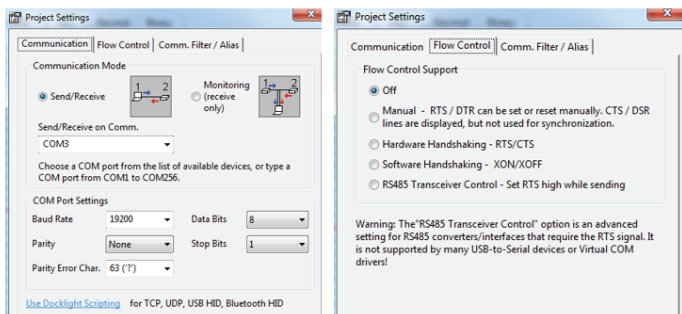 Project Settings
Communication Flow Control Comm. Filter / Alias
Communication Mode
Send/Receive
1 2
Monitoring
(receive
only)
1 2
Send/Receive on Comm.
COM3
Choose a COM port from the list of available devices, or type a
COM port from COM1 to COM256.
COM Port Settings
Baud Rate 19200 Data Bits 8
Parity None Stop Bits 1
Parity Error Char. 63 ('?')
Use Docklight Scripting for TCP, UDP, USB HID, Bluetooth HID
Project Settings
Communication Flow Control Comm. Filter / Alias
Flow Control Support
Off
Manual - RTS / DTR can be set or reset manually. CTS / DSR
lines are displayed, but not used for synchronization.
Hardware Handshaking - RTS/CTS
Software Handshaking - XON/XOFF
RS485 Transceiver Control - Set RTS high while sending
Warning: The"RS485 Transceiver Control" option is an advanced
setting for RS485 converters/interfaces that require the RTS signal. It
is not supported by many USB-to-Serial devices or Virtual COM
drivers!